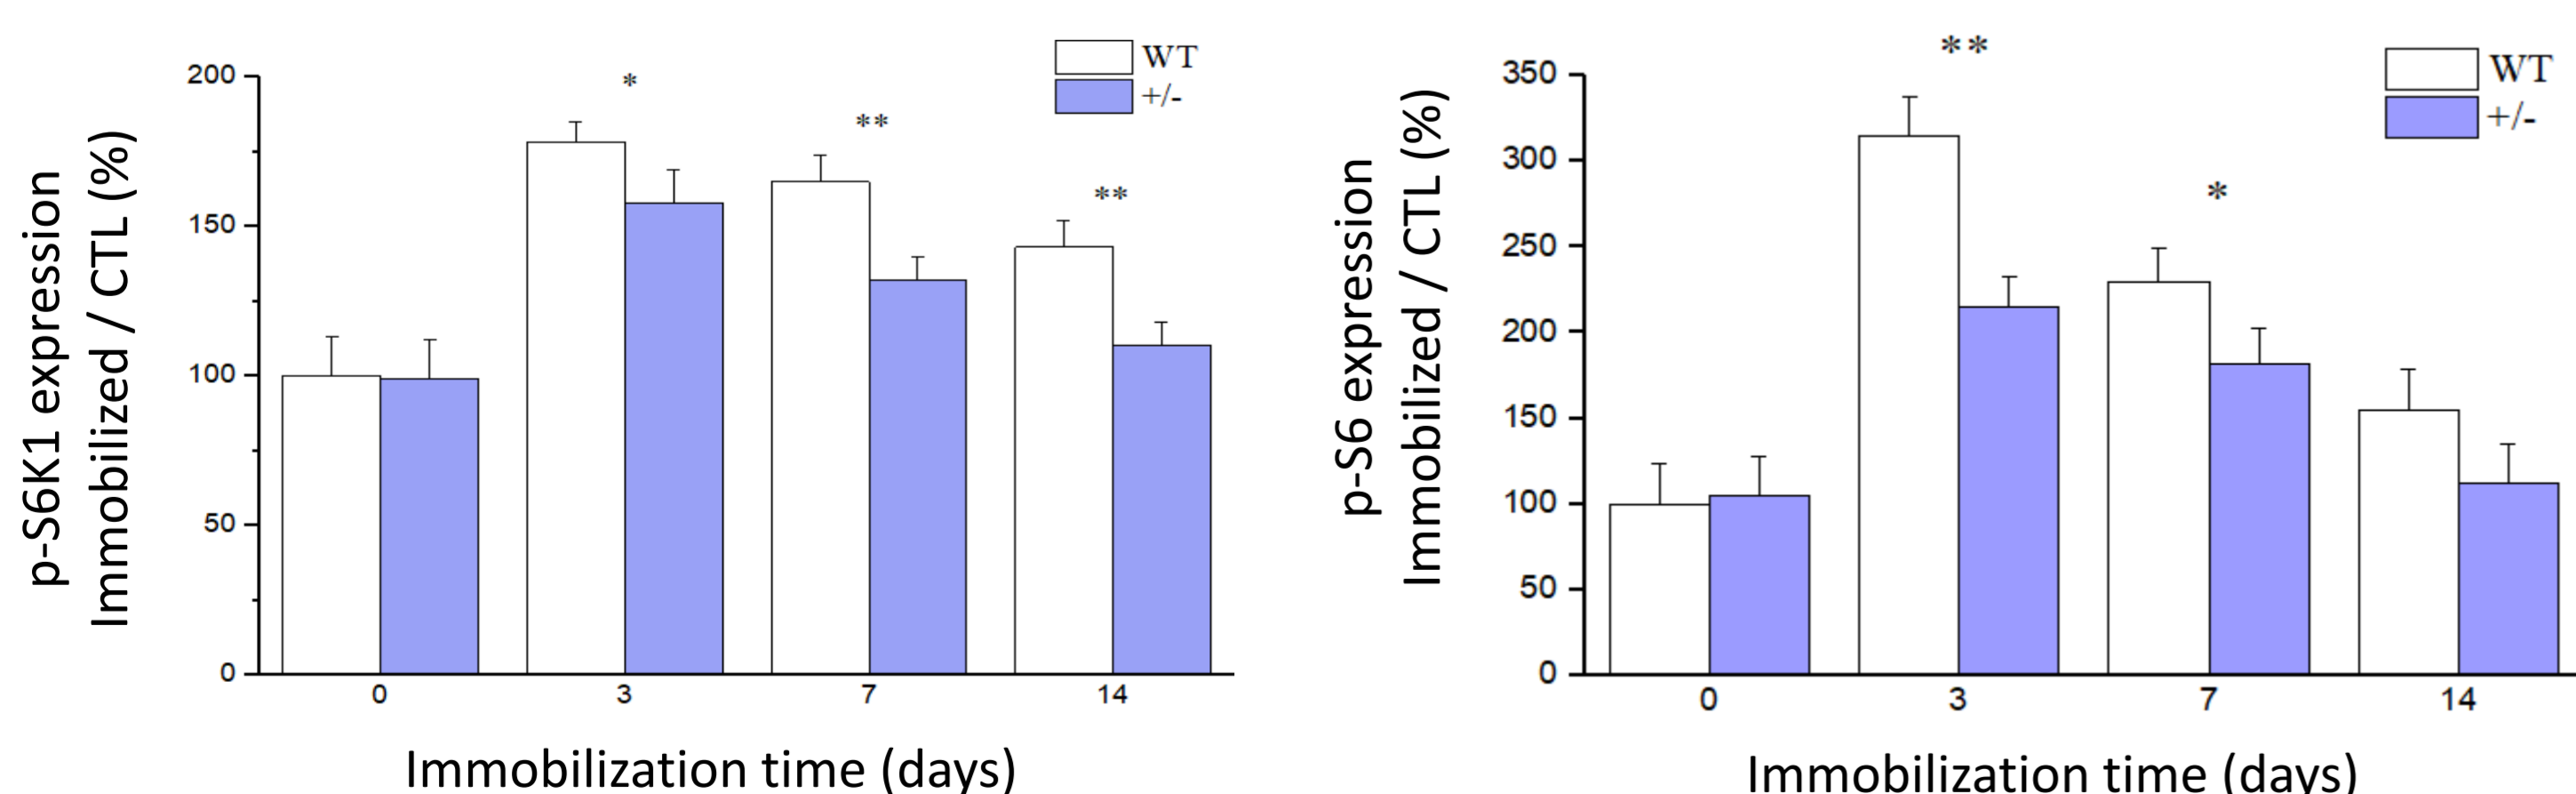 p-S6K1 expression
Immobilized / CTL (%)
200
150
100
50
0
*
**
**
WT
+/-
0 3 7 14
Immobilization time (days)
p-S6 expression
Immobilized / CTL (%)
350
300
250
200
150
100
50
0
**
*
WT
+/-
0 3 7 14
Immobilization time (days)